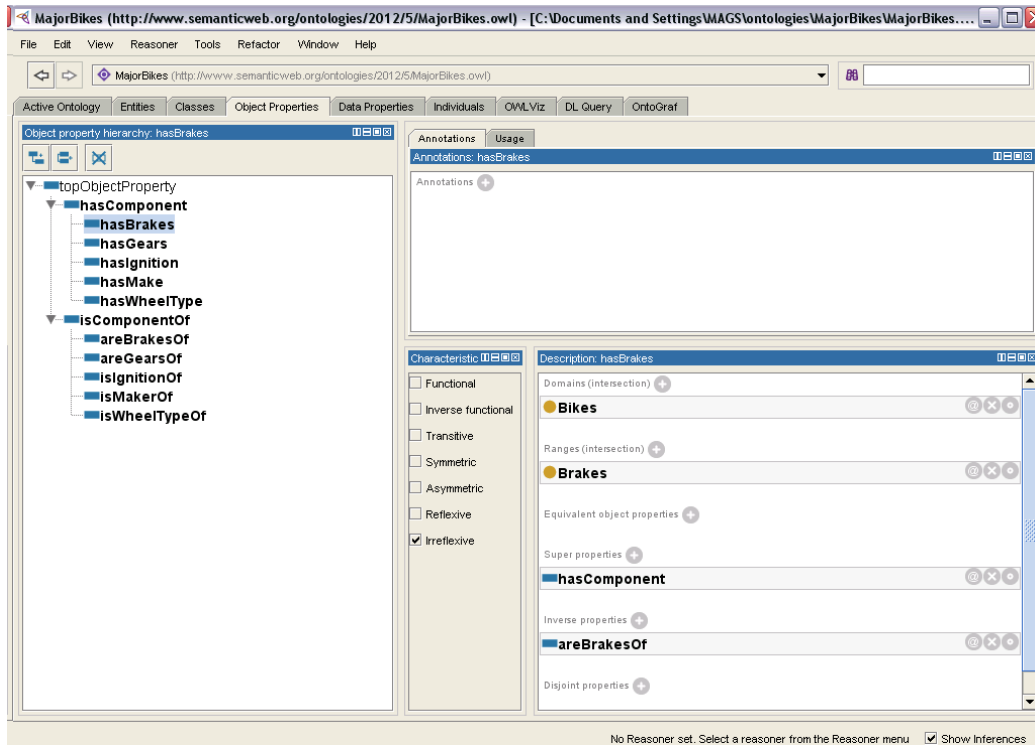 MajorBikes (http://www.semanticweb.org/ontologies/2012/5/MajorBikes.owl) - [C:\Documents and Settings\MAGS\ontologies\MajorBikes\MajorBikes....
File Edit View Reasoner Tools Refactor Window Help
MajorBikes (http://www.semanticweb.org/ontologies/2012/5/MajorBikes.owl)
Active Ontology Entities Classes Object Properties Data Properties Individuals OWLViz DL Query OntoGraf
Object property hierarchy: hasBrakes
topObjectProperty
hasComponent
hasBrakes
hasGears
hasIgnition
hasMake
hasWheelType
isComponentOf
areBrakesOf
areGearsOf
isIgnitionOf
isMakerOf
isWheelTypeOf
Annotations Usage
Annotations: hasBrakes
Annotations
Characteristic
Functional
Inverse functional
Transitive
Symmetric
Asymmetric
Reflexive
Irreflexive
Description: hasBrakes
Domains (intersection)
Bikes
Ranges (intersection)
Brakes
Equivalent object properties
Super properties
hasComponent
Inverse properties
areBrakesOf
Disjoint properties
No Reasoner set. Select a reasoner from the Reasoner menu Show Inferences